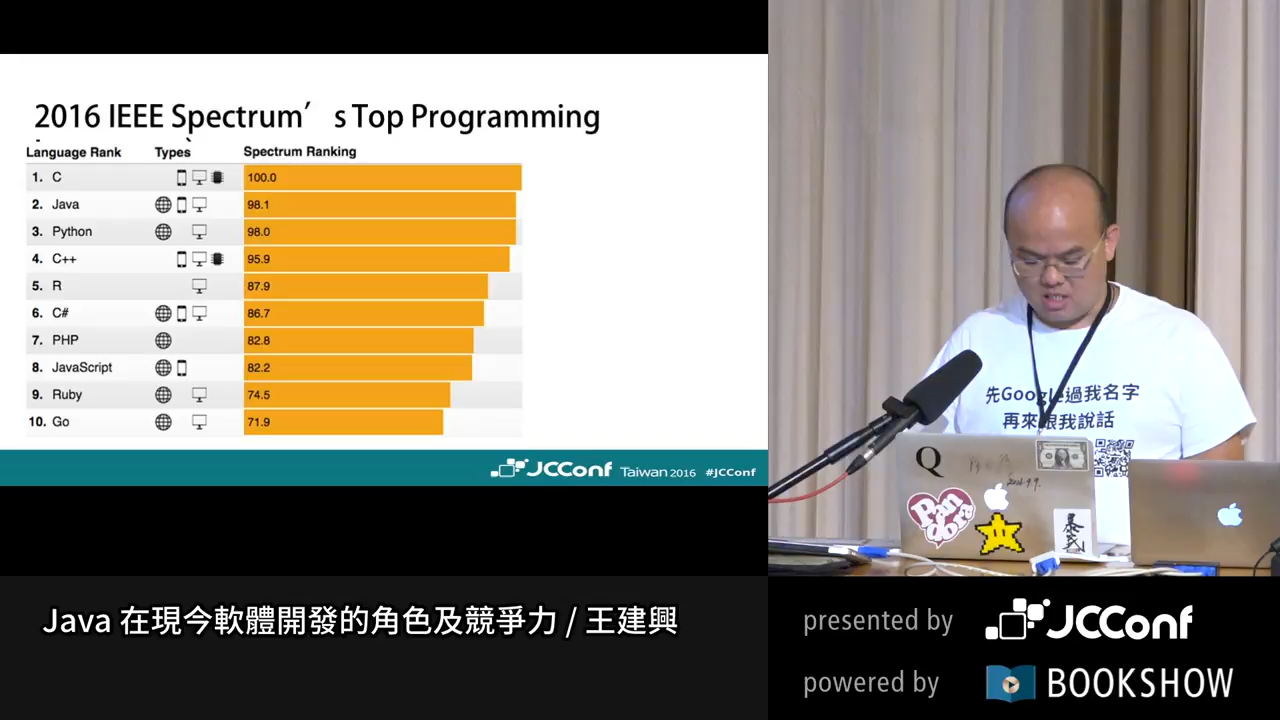 2016 IEEE Spectrum′s Top Programming
Language Rank Types Spectrum Ranking
1. C 100.0
2. Java 98.1
3. Python 98.0
4. C++ 95.9
5. R 87.9
6. C# 86.7
7. PHP 82.8
8. JavaScript 82.2
9. Ruby 74.5
10. Go 71.9
JCConf Taiwan 2016 #JCConf
先Google過我名字
再來跟我說話
Q
2016.9.9.
Pandora
Java 在現今軟體開發的角色及競爭力 / 王建興
presented by JCConf
powered by BOOKSHOW